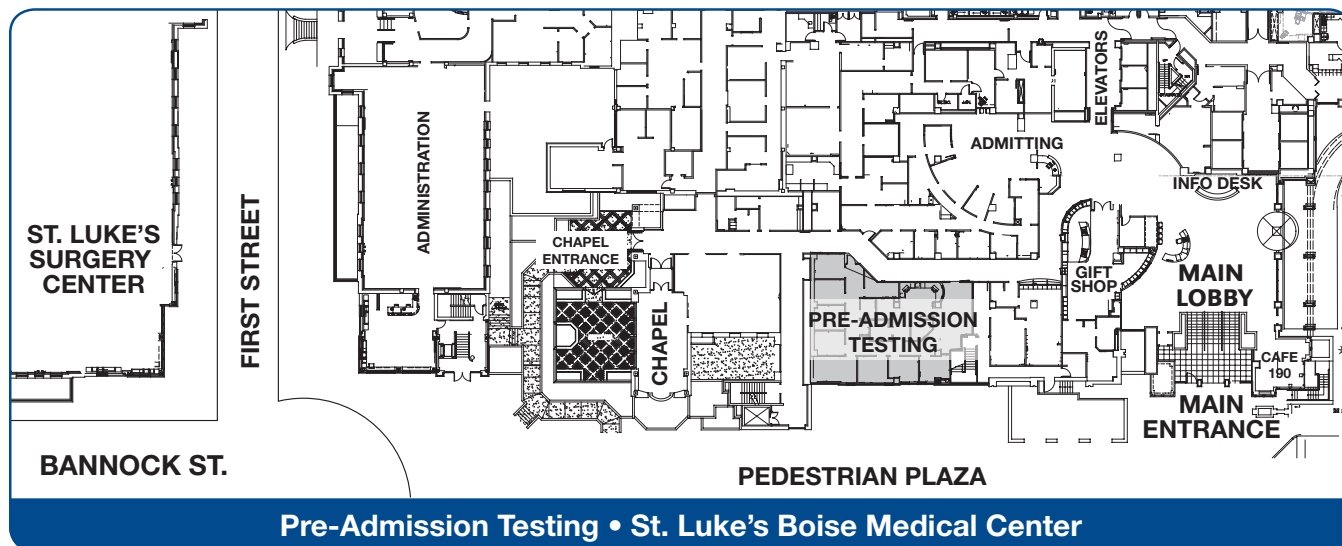 ELEVATORS
ADMINISTRATION
ADMITTING
INFO DESK
ST. LUKE'S
SURGERY
CENTER
FIRST STREET
CHAPEL
ENTRANCE
GIFT
SHOP
MAIN
LOBBY
CHAPEL
PRE-ADMISSION
TESTING
CAFE
190
MAIN
ENTRANCE
BANNOCK ST.
PEDESTRIAN PLAZA
Pre-Admission Testing • St. Luke's Boise Medical Center